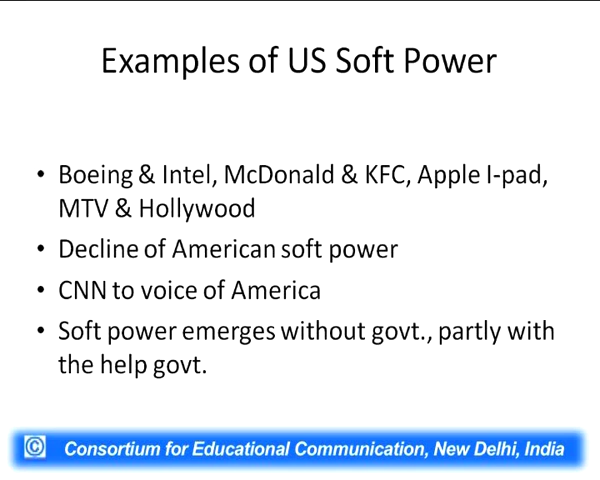 Examples of US Soft Power
• Boeing & Intel, McDonald & KFC, Apple I-pad,
MTV & Hollywood
• Decline of American soft power
• CNN to voice of America
• Soft power emerges without govt., partly with
the help govt.
© Consortium for Educational Communication, New Delhi, India